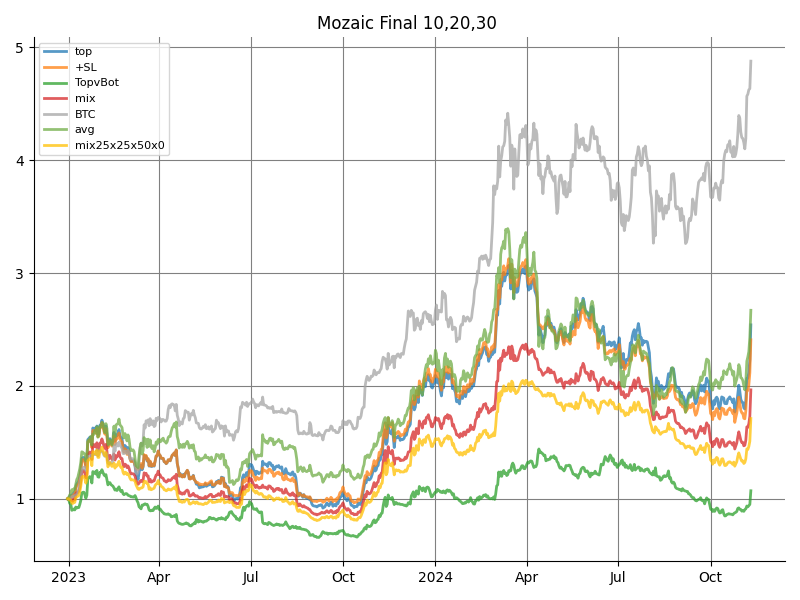 Mozaic Final 10,20,30
5
top
+SL
TopvBot
mix
BTC
avg
mix25x25x50x0
4
3
2
1
2023 Apr Jul Oct 2024 Apr Jul Oct